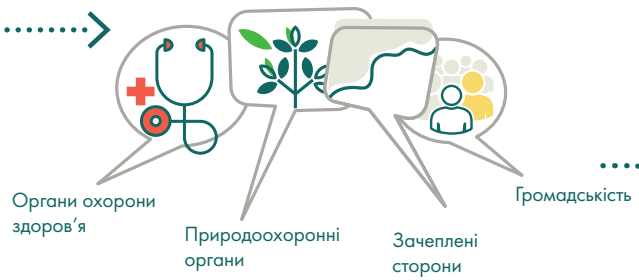 Органи охорони
здоров’я
Природоохоронні
органи
Зачеплені
сторони
Громадськість